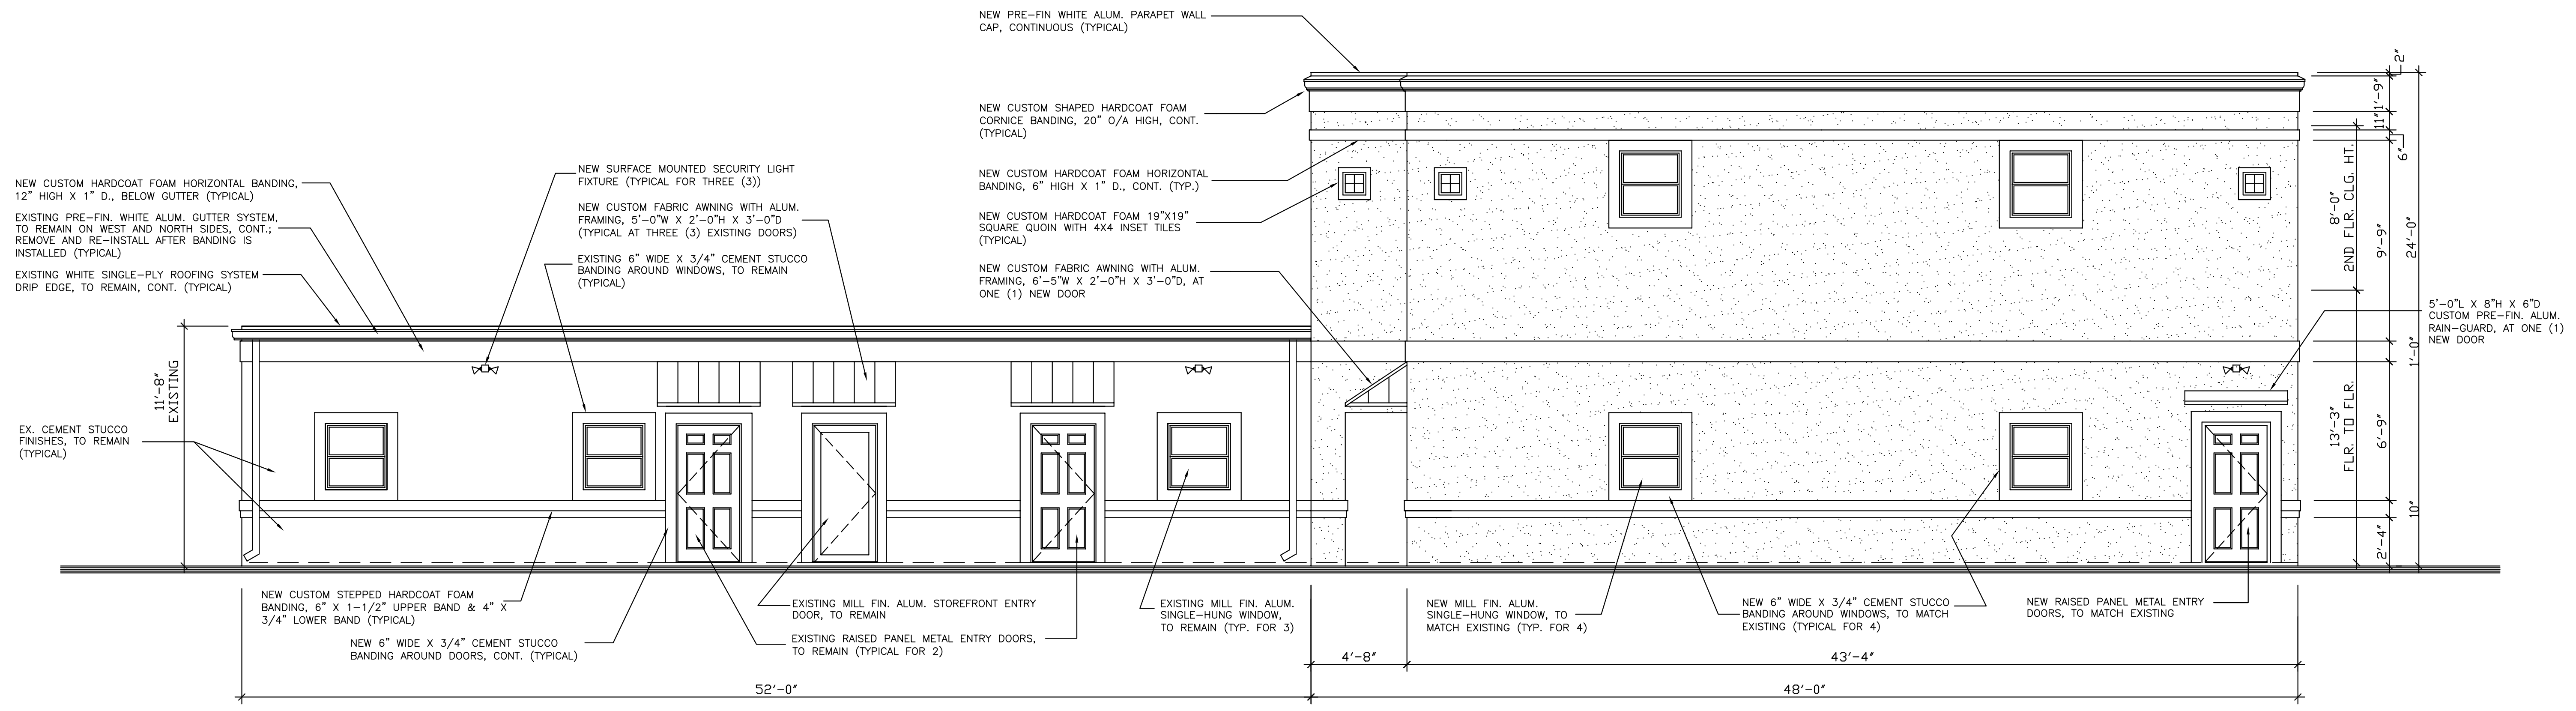 NEW PRE-FIN WHITE ALUM. PARAPET WALL
CAP, CONTINUOUS (TYPICAL)
NEW CUSTOM SHAPED HARDCOAT FOAM
CORNICE BANDING, 20" O/A HIGH, CONT.
(TYPICAL)
NEW CUSTOM HARDCOAT FOAM HORIZONTAL
BANDING, 6" HIGH X 1" D., CONT. (TYP.)
NEW CUSTOM HARDCOAT FOAM 19"X19"
SQUARE QUOIN WITH 4X4 INSET TILES
(TYPICAL)
NEW CUSTOM FABRIC AWNING WITH ALUM.
FRAMING, 6'-5"W X 2'-0"H X 3'-0"D, AT
ONE (1) NEW DOOR
NEW SURFACE MOUNTED SECURITY LIGHT
FIXTURE (TYPICAL FOR THREE (3))
NEW CUSTOM FABRIC AWNING WITH ALUM.
FRAMING, 5'-0"W X 2'-0"H X 3'-0"D
(TYPICAL AT THREE (3) EXISTING DOORS)
EXISTING 6" WIDE X 3/4" CEMENT STUCCO
BANDING AROUND WINDOWS, TO REMAIN
(TYPICAL)
NEW CUSTOM HARDCOAT FOAM HORIZONTAL BANDING,
12" HIGH X 1" D., BELOW GUTTER (TYPICAL)
EXISTING PRE-FIN. WHITE ALUM. GUTTER SYSTEM,
TO REMAIN ON WEST AND NORTH SIDES, CONT.;
REMOVE AND RE-INSTALL AFTER BANDING IS
INSTALLED (TYPICAL)
EXISTING WHITE SINGLE-PLY ROOFING SYSTEM
DRIP EDGE, TO REMAIN, CONT. (TYPICAL)
11'-8"
EXISTING
EX. CEMENT STUCCO
FINISHES, TO REMAIN
(TYPICAL)
2"
1'-9"
11"
6"
8'-0"
2ND FLR. CLG. HT.
9'-9"
24'-0"
1'-0"
13'-3"
FLR. TO FLR.
6'-9"
10"
2'-4"
5'-0"L X 8"H X 6"D
CUSTOM PRE-FIN. ALUM.
RAIN-GUARD, AT ONE (1)
NEW DOOR
NEW CUSTOM STEPPED HARDCOAT FOAM
BANDING, 6" X 1-1/2" UPPER BAND & 4" X
3/4" LOWER BAND (TYPICAL)
NEW 6" WIDE X 3/4" CEMENT STUCCO
BANDING AROUND DOORS, CONT. (TYPICAL)
EXISTING MILL FIN. ALUM. STOREFRONT ENTRY
DOOR, TO REMAIN
EXISTING RAISED PANEL METAL ENTRY DOORS,
TO REMAIN (TYPICAL FOR 2)
EXISTING MILL FIN. ALUM.
SINGLE-HUNG WINDOW,
TO REMAIN (TYP. FOR 3)
NEW MILL FIN. ALUM.
SINGLE-HUNG WINDOW, TO
MATCH EXISTING (TYP. FOR 4)
NEW 6" WIDE X 3/4" CEMENT STUCCO
BANDING AROUND WINDOWS, TO MATCH
EXISTING (TYPICAL FOR 4)
NEW RAISED PANEL METAL ENTRY
DOORS, TO MATCH EXISTING
4'-8"
43'-4"
52'-0"
48'-0"